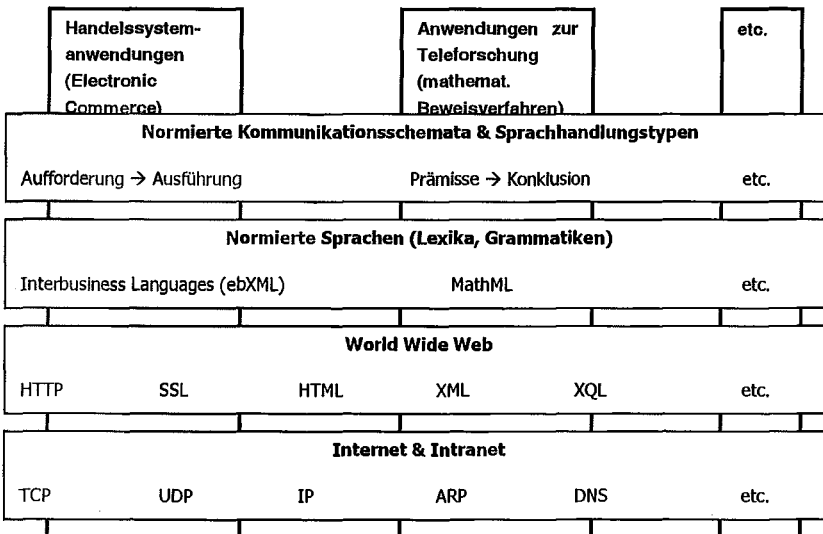 Handelssystem-
anwendungen
(Electronic
Commerce)
Anwendungen zur
Teleforschung
(mathemat.
Beweisverfahren)
etc.
Normierte Kommunikationsschemata & Sprachhandlungstypen
Aufforderung → Ausführung Prämisse → Konklusion etc.
Normierte Sprachen (Lexika, Grammatiken)
Interbusiness Languages (ebXML) MathML etc.
World Wide Web
HTTP SSL HTML XML XQL etc.
Internet & Intranet
TCP UDP IP ARP DNS etc.